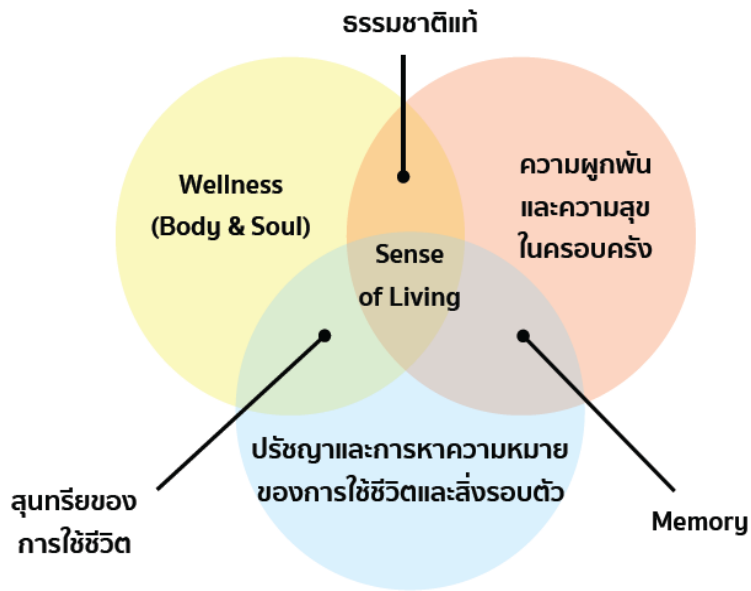 ธรรมชาติแท้
Wellness
(Body & Soul)
ความผูกพัน
และความสุข
ในครอบครัง
Sense
of Living
ปรัชญาและการหาความหมาย
ของการใช้ชีวิตและสิ่งรอบตัว
สุนทรียของ
การใช้ชีวิต
Memory